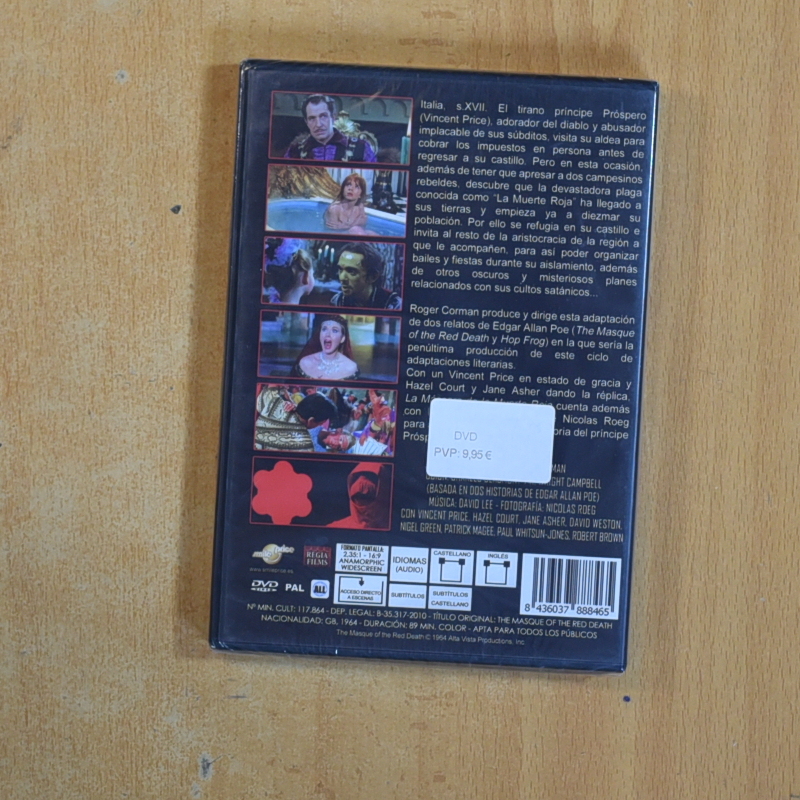 Italia, s.XVII. El tirano príncipe Próspero
(Vincent Price), adorador del diablo y abusador
implacable de sus súbditos, visita su aldea para
cobrar los impuestos en persona antes de
regresar a su castillo. Pero en esta ocasión,
además de tener que apresar a dos campesinos
rebeldes, descubre que la devastadora plaga
conocida como "La Muerte Roja" ha llegado a
sus tierras y empieza ya a diezmar su
población. Por ello se refugia en su castillo e
invita al resto de la aristocracia de la región a
que le acompañen, para así poder organizar
bailes y fiestas durante su aislamiento, además
de otros oscuros y misteriosos planes
relacionados con sus cultos satánicos...
Roger Corman produce y dirige esta adaptación
de dos relatos de Edgar Allan Poe (The Masque
of the Red Death y Hop Frog) en la que sería la
penúltima producción de este ciclo de
adaptaciones literarias.
Con un Vincent Price en estado de gracia y
Hazel Court y Jane Asher dando la réplica,
La cuenta además
con Nicolas Roeg
para
del príncipe
DVD
PVP: 9,95€
CAMPBELL
(BASADA EN DOS HISTORIAS DE EDGAR ALLAN POE)
MÚSICA: DAVID LEE - FOTOGRAFÍA: NICOLAS ROEG
CON VINCENT PRICE, HAZEL COURT, JANE ASHER, DAVID WESTON,
NIGEL GREEN, PATRICK MAGEE, PAUL WHITSUN-JONES, ROBERT BROWN
REGIA FILMS
FORMATO PANTALLA
2.35:1 - 16:9
ANAMORPHIC
WIDESCREEN
IDIOMAS
(AUDIO)
CASTELLANO
INGLÉS
DVD
PAL
ALL
ACCESO DIRECTO
A ESCENAS
SUBTÍTULOS
SUBTÍTULOS
CASTELLANO
8 436037 888465
Nº MIN. CULT: 117.864 - DEP. LEGAL: B-35.317-2010 - TÍTULO ORIGINAL: THE MASQUE OF THE RED DEATH
NACIONALIDAD: GB, 1964 - DURACIÓN: 89 MIN. COLOR - APTA PARA TODOS LOS PÚBLICOS
The Masque of the Red Death © 1964 Alta Vista Productions, Inc.